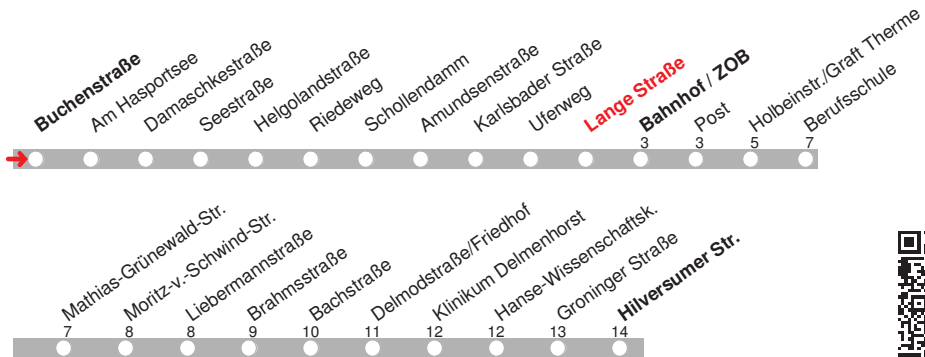 Buchenstraße
Am Hasportsee
Damaschkestraße
Seestraße
Helgolandstraße
Riedeweg
Schollendamm
Amundsenstraße
Karlsbader Straße
Uferweg
Lange Straße
Bahnhof / ZOB
Post
Holbeinstr./Graft Therme
Berufsschule
3 3 5 7
Mathias-Grünewald-Str.
Moritz-v.-Schwind-Str.
Liebermannstraße
Brahmsstraße
Bachstraße
Delmodstraße/Friedhof
Klinikum Delmenhorst
Hanse-Wissenschaftsk.
Groninger Straße
Hilversumer Str.
7 8 8 9 10 11 12 12 13 14